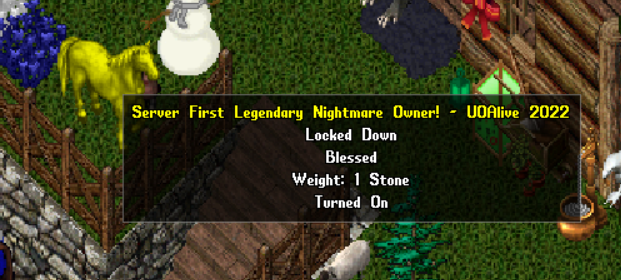 Server First Legendary Nightmare Owner! - UOAlive 2022
Locked Down
Blessed
Weight: 1 Stone
Turned On